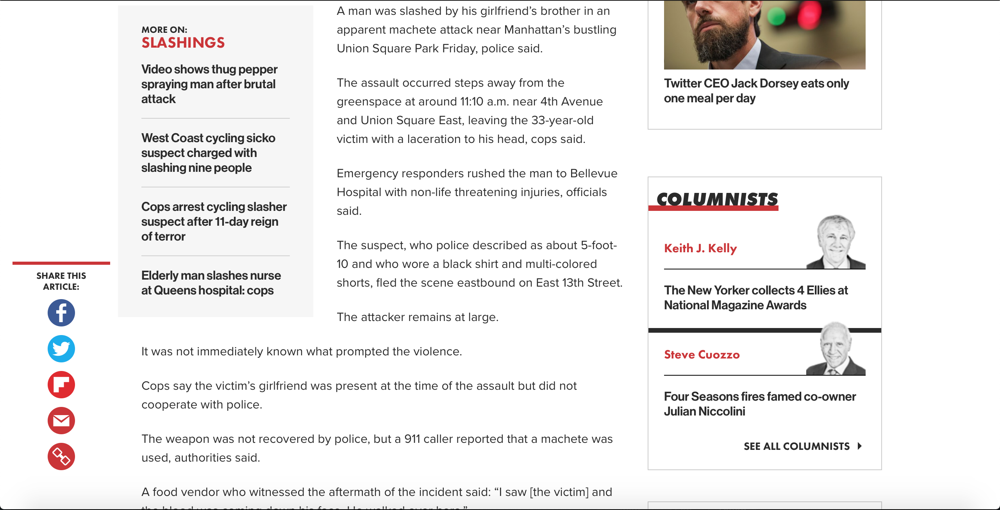 MORE ON:
SLASHINGS
Video shows thug pepper
spraying man after brutal
attack
West Coast cycling sicko
suspect charged with
slashing nine people
Cops arrest cycling slasher
suspect after 11-day reign
of terror
Elderly man slashes nurse
at Queens hospital: cops
SHARE THIS
ARTICLE:
A man was slashed by his girlfriend’s brother in an
apparent machete attack near Manhattan’s bustling
Union Square Park Friday, police said.
The assault occurred steps away from the
greenspace at around 11:10 a.m. near 4th Avenue
and Union Square East, leaving the 33-year-old
victim with a laceration to his head, cops said.
Emergency responders rushed the man to Bellevue
Hospital with non-life threatening injuries, officials
said.
The suspect, who police described as about 5-foot-
10 and who wore a black shirt and multi-colored
shorts, fled the scene eastbound on East 13th Street.
The attacker remains at large.
It was not immediately known what prompted the violence.
Cops say the victim’s girlfriend was present at the time of the assault but did not
cooperate with police.
The weapon was not recovered by police, but a 911 caller reported that a machete was
used, authorities said.
A food vendor who witnessed the aftermath of the incident said: “I saw [the victim] and
the blood was coming down his face. He walked over here.”
Twitter CEO Jack Dorsey eats only
one meal per day
COLUMNISTS
Keith J. Kelly
The New Yorker collects 4 Ellies at
National Magazine Awards
Steve Cuozzo
Four Seasons fires famed co-owner
Julian Niccolini
SEE ALL COLUMNISTS